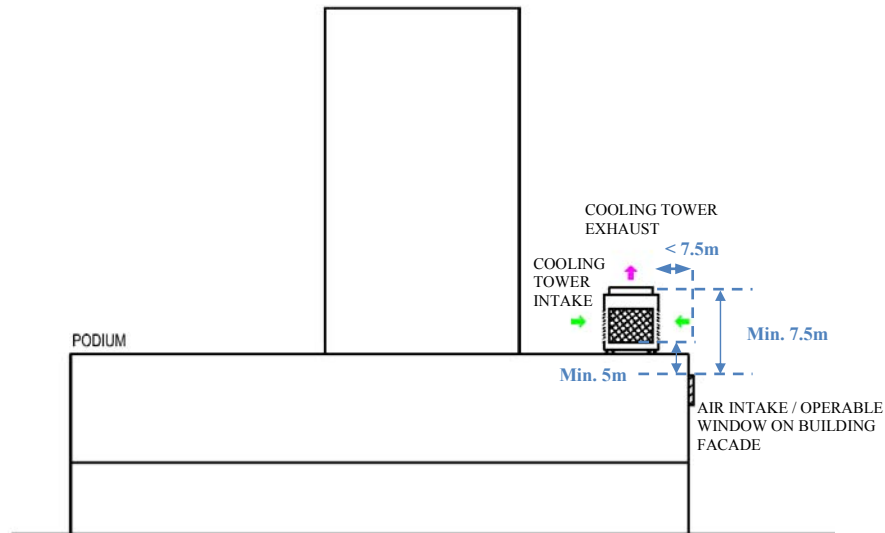 COOLING TOWER
EXHAUST
< 7.5m
COOLING
TOWER
INTAKE
PODIUM
Min. 7.5m
Min. 5m
AIR INTAKE / OPERABLE
WINDOW ON BUILDING
FACADE